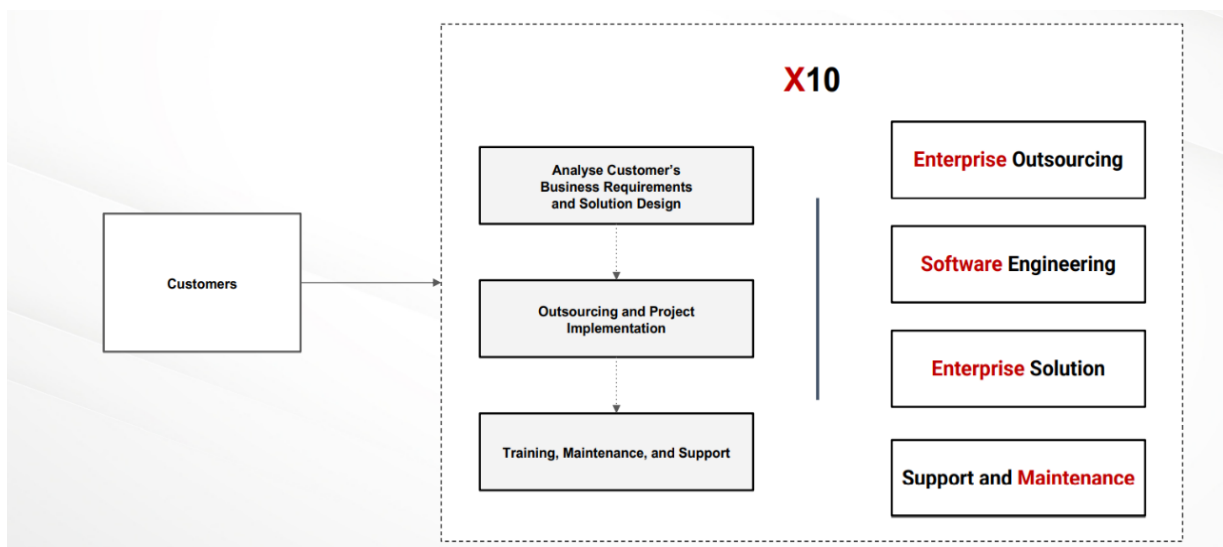 X10
Customers
Analyse Customer's
Business Requirements
and Solution Design
Outsourcing and Project
Implementation
Training, Maintenance, and Support
Enterprise Outsourcing
Software Engineering
Enterprise Solution
Support and Maintenance